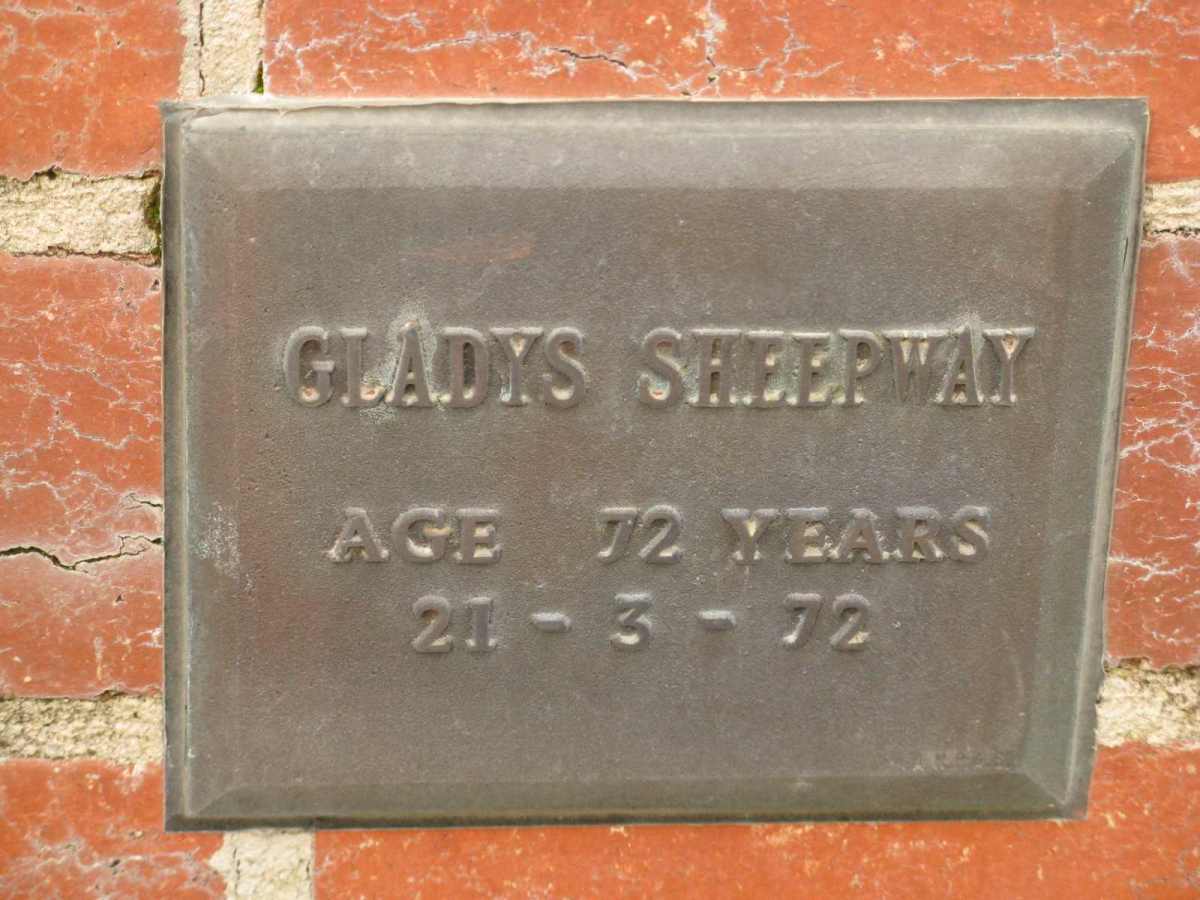 GLADYS SHEEPWAY
AGE 72 YEARS
21 - 3 - 72